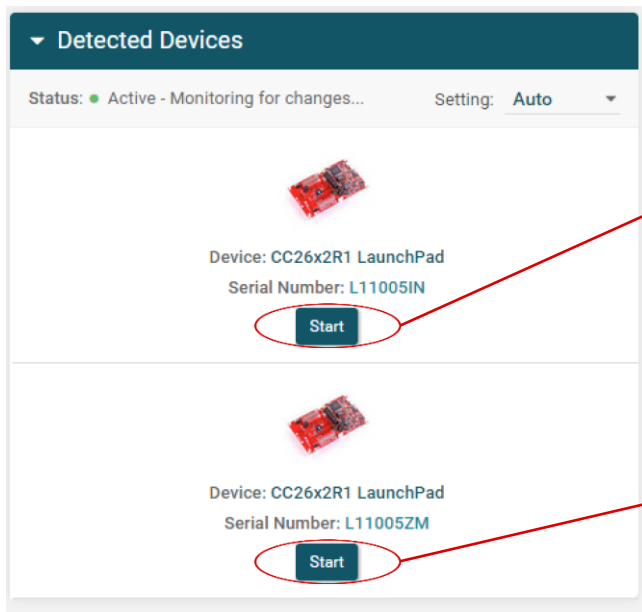 Detected Devices
Status: Active - Monitoring for changes... Setting: Auto
Device: CC26x2R1 LaunchPad
Serial Number: L11005IN
Start
Device: CC26x2R1 LaunchPad
Serial Number: L11005ZM
Start